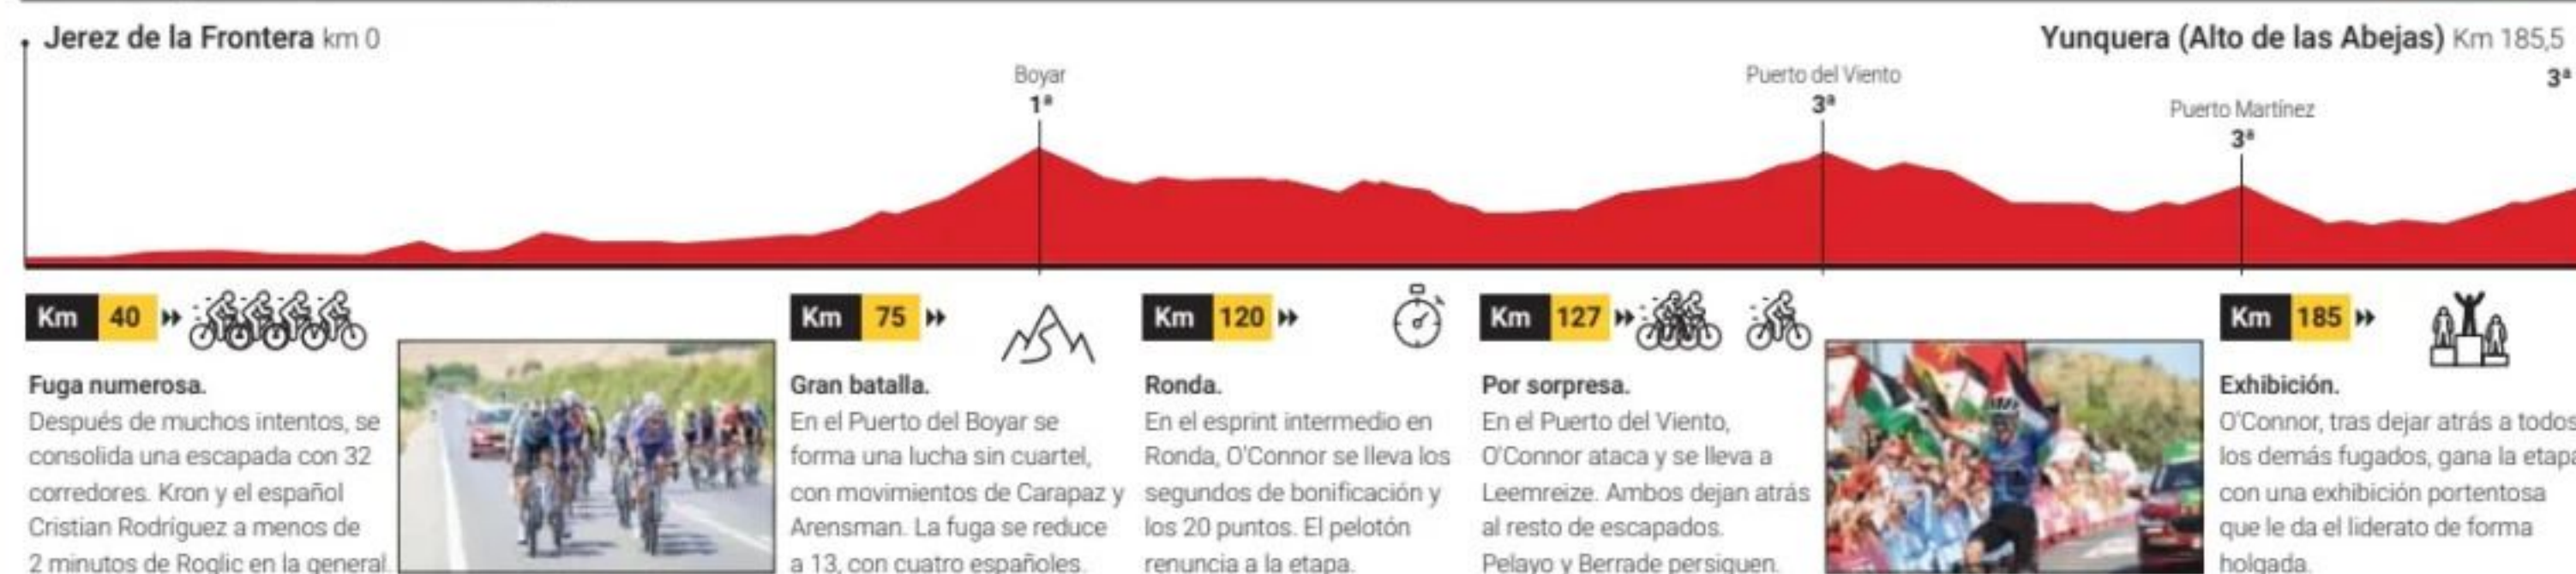 Jerez de la Frontera km 0
Yunquera (Alto de las Abejas) Km 185,5
3ª
Boyar
1ª
Puerto del Viento
3ª
Puerto Martínez
3ª
Km 40
Fuga numerosa.
Después de muchos intentos, se
consolida una escapada con 32
corredores. Kron y el español
Cristian Rodríguez a menos de
2 minutos de Roglic en la general.
Km 75
Gran batalla.
En el Puerto del Boyar se
forma una lucha sin cuartel,
con movimientos de Carapaz y
Arensman. La fuga se reduce
a 13, con cuatro españoles.
Km 120
Ronda.
En el esprint intermedio en
Ronda, O'Connor se lleva los
segundos de bonificación y
los 20 puntos. El pelotón
renuncia a la etapa.
Km 127
Por sorpresa.
En el Puerto del Viento,
O'Connor ataca y se lleva a
Leemreize. Ambos dejan atrás
al resto de escapados.
Pelayo y Berrade persiguen.
Km 185
Exhibición.
O'Connor, tras dejar atrás a todos
los demás fugados, gana la etapa
con una exhibición portentosa
que le da el liderato de forma
holgada.